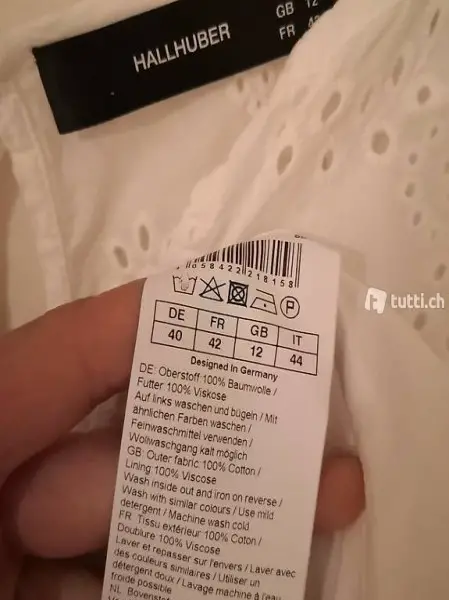 HALLHUBER
GB 12
FR 42
tutti.ch
P
DE FR GB IT
40 42 12 44
Designed in Germany
DE: Oberstoff 100% Baumwolle /
Futter 100% Viskose
Auf links waschen und bügeln / Mit
ähnlichen Farben waschen /
Feinwaschmittel verwenden /
Wollwaschgang kalt möglich
GB: Outer fabric 100% Cotton /
Lining 100% Viscose
Wash inside out and iron on reverse /
Wash with similar colours / Use mild
detergent / Machine wash cold
FR: Tissu extérieur 100% Coton /
Doublure 100% Viscose
Laver et repasser sur l'envers / Laver avec
des couleurs similaires / Utiliser un
détergent doux / Lavage machine à l'eau
froide possible
NL: Bovenstof